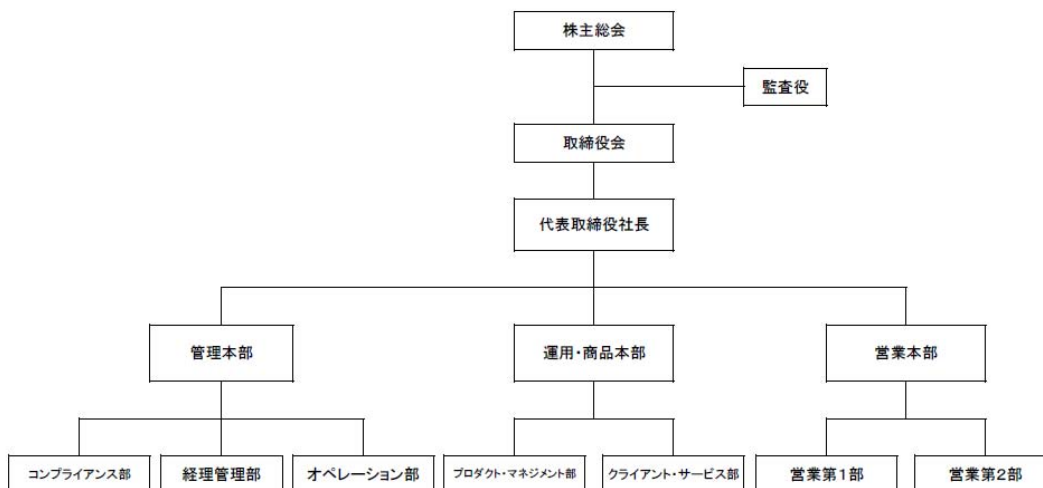 株主総会
監査役
取締役会
代表取締役社長
管理本部
運用・商品本部
営業本部
コンプライアンス部
経理管理部
オペレーション部
プロダクト・マネジメント部
クライアント・サービス部
営業第1部
営業第2部